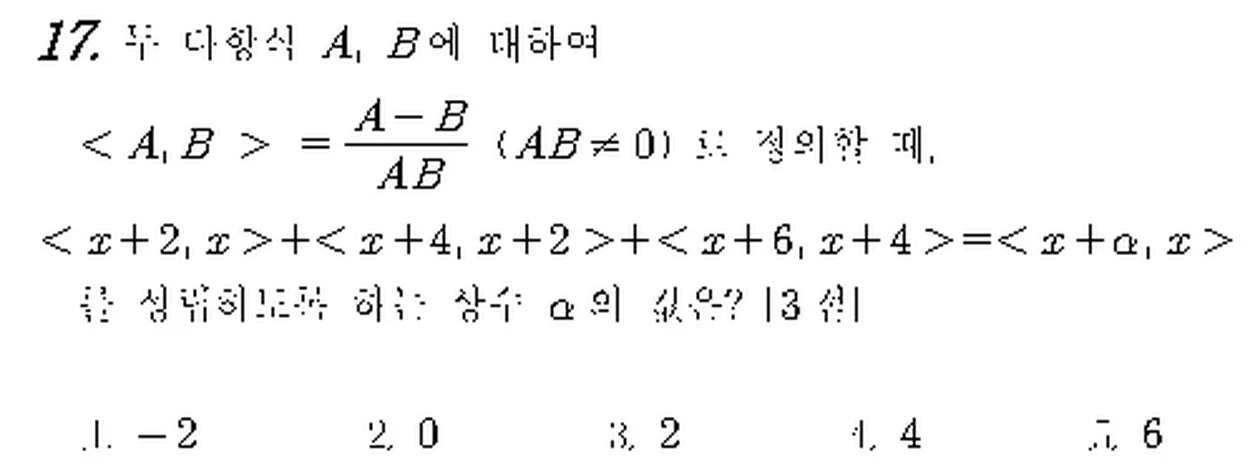 17. 두 다항식 A, B에 대하여
< A, B > = \frac{A-B}{AB} (AB≠0) 로 정의할 때,
< x+2, x >+< x+4, x+2 >+< x+6, x+4 >=< x+α, x >
를 성립하도록 하는 상수 α의 값은? [3점]
1. -2 2. 0 3. 2 4. 4 5. 6